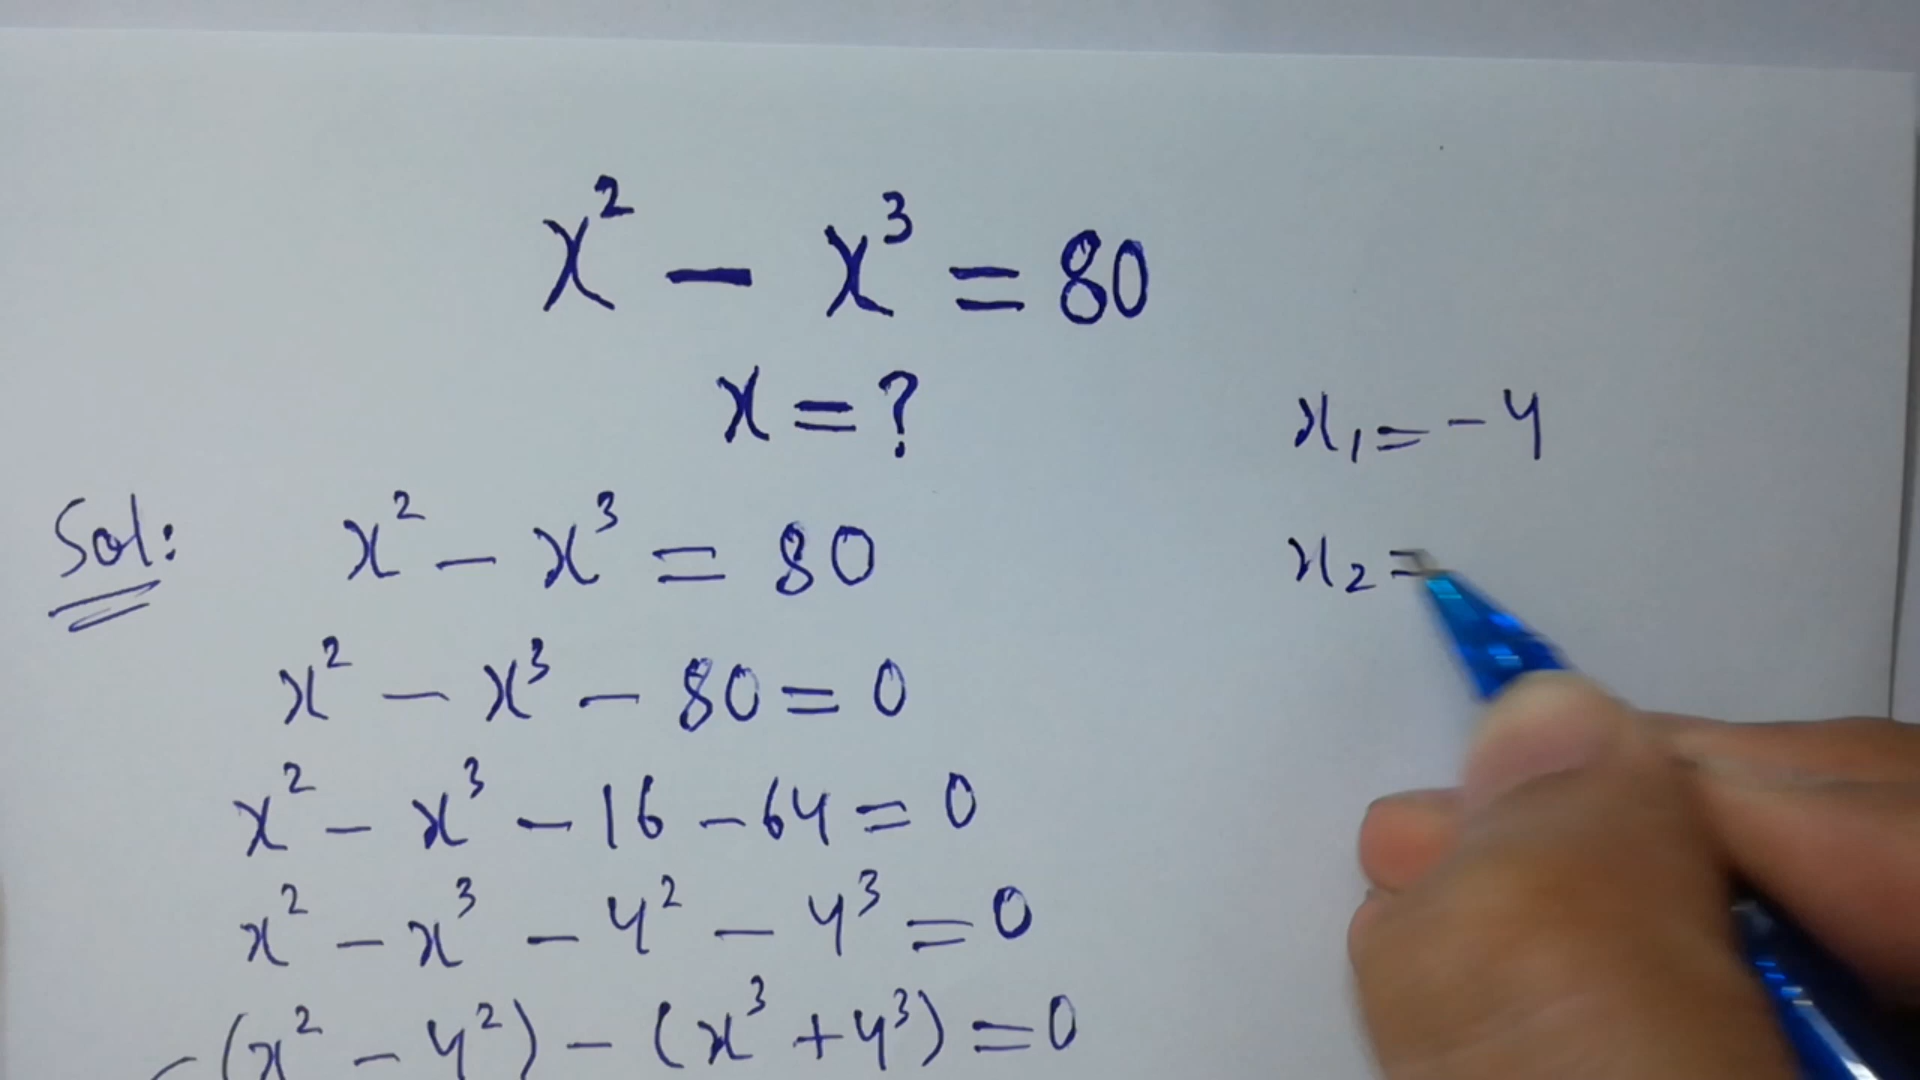 x² - x³ = 80
x = ?
Sol: x² - x³ = 80
x² - x³ - 80 = 0
x² - x³ - 16 - 64 = 0
x² - x³ - 4² - 4³ = 0
(x² - 4²) - (x³ + 4³) = 0
x₁ = -4
x₂ =